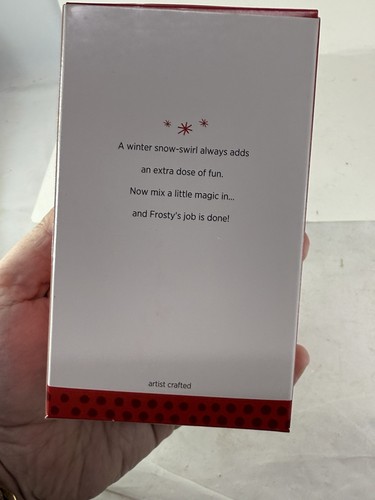 A winter snow-swirl always adds
an extra dose of fun.
Now mix a little magic in...
and Frosty's job is done!
artist crafted